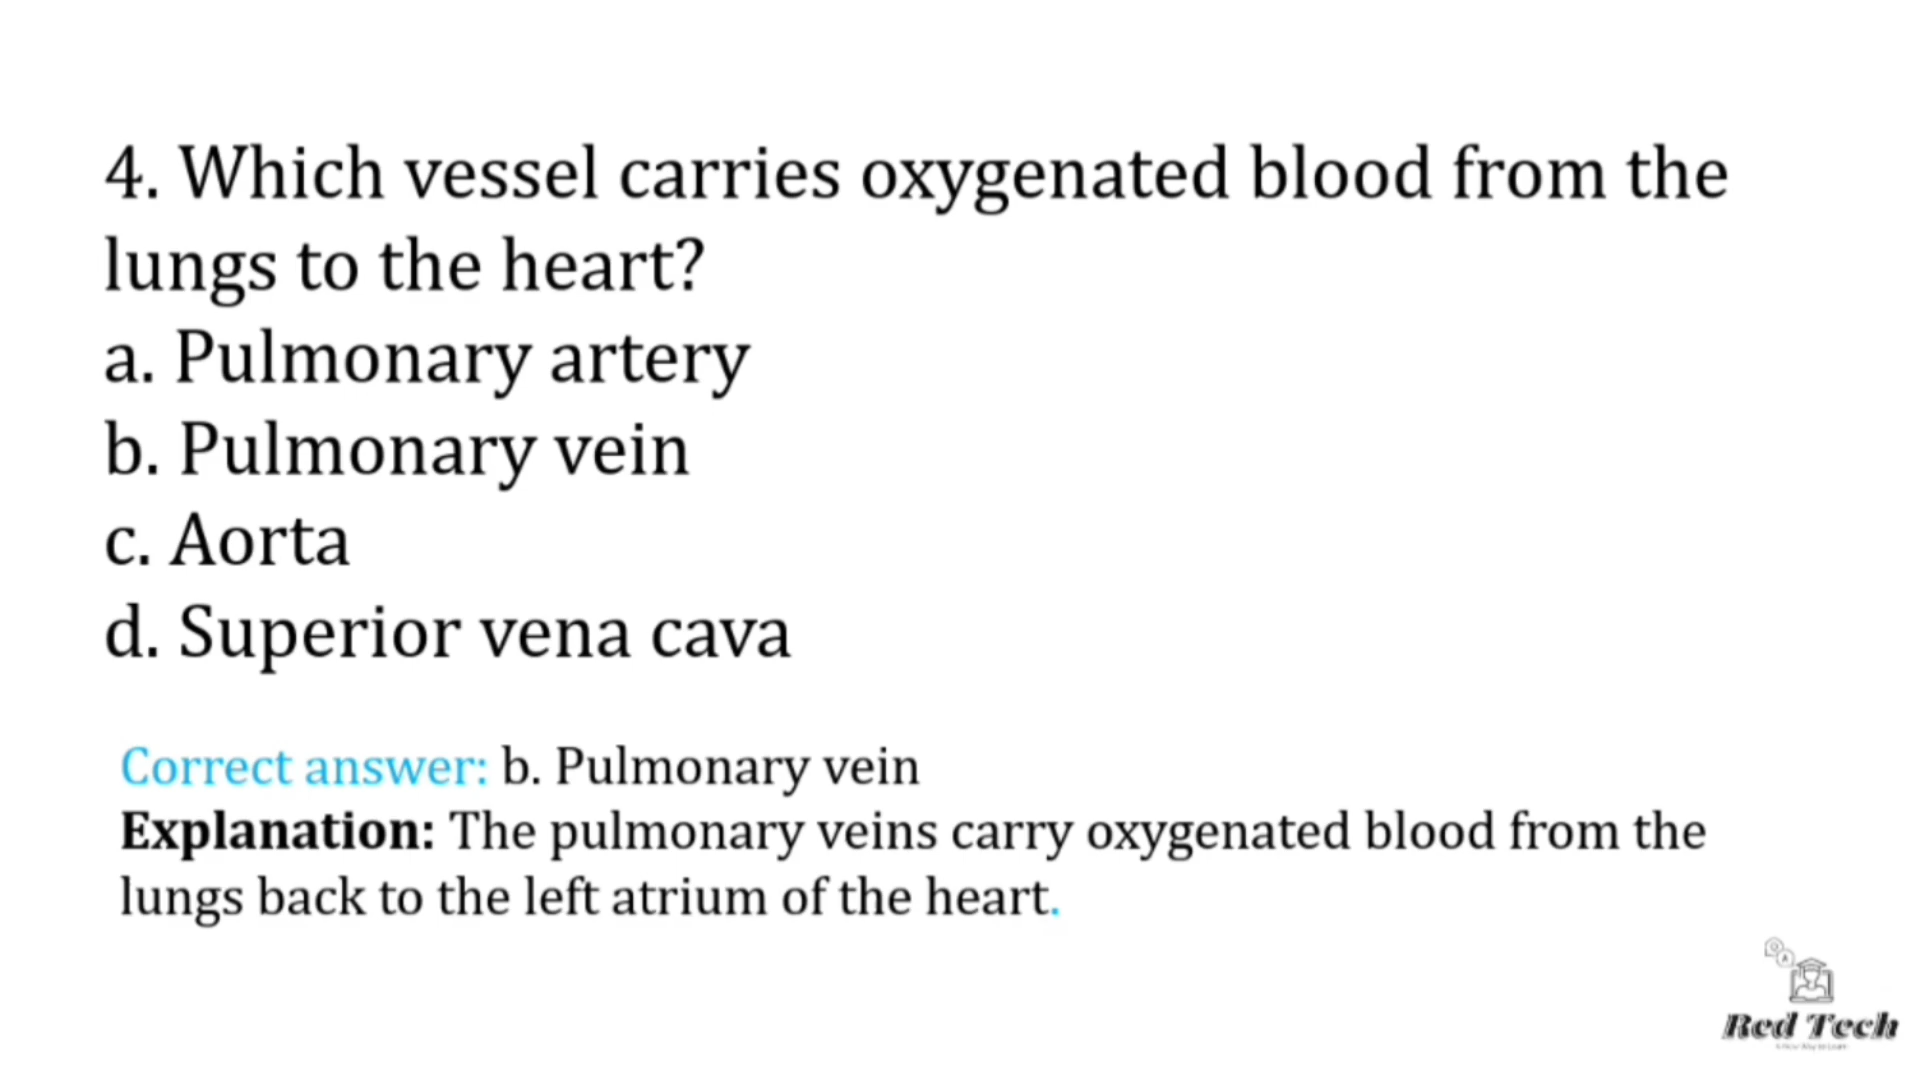 4. Which vessel carries oxygenated blood from the
lungs to the heart?
a. Pulmonary artery
b. Pulmonary vein
c. Aorta
d. Superior vena cava
Correct answer: b. Pulmonary vein
Explanation: The pulmonary veins carry oxygenated blood from the
lungs back to the left atrium of the heart.
Q
A
Red Tech